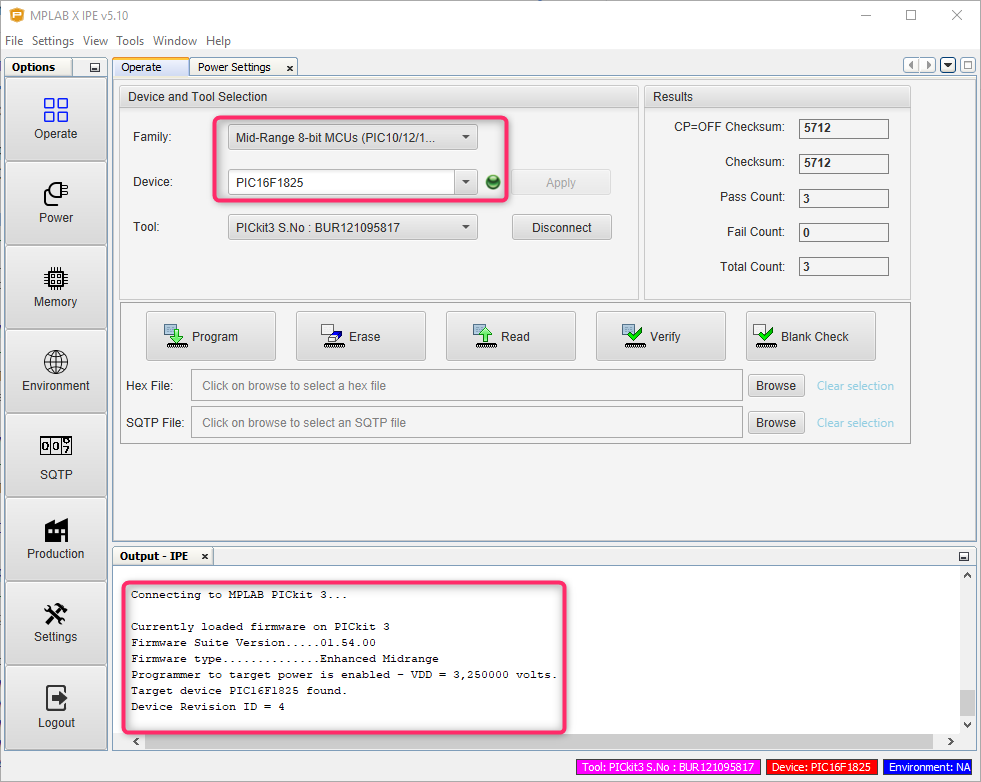 MPLAB X IPE v5.10
File Settings View Tools Window Help
Options
Operate
Power
Memory
Environment
007
SQTP
Production
Settings
Logout
Operate
Power Settings
Device and Tool Selection
Family:
Mid-Range 8-bit MCUs (PIC10/12/1...
Device:
PIC16F1825
Apply
Tool:
PICkit3 S.No : BUR121095817
Disconnect
Results
CP=OFF Checksum: 5712
Checksum: 5712
Pass Count: 3
Fail Count: 0
Total Count: 3
Program
Erase
Read
Verify
Blank Check
Hex File: Click on browse to select a hex file Browse Clear selection
SQTP File: Click on browse to select an SQTP file Browse Clear selection
Output - IPE
Connecting to MPLAB PICkit 3...
Currently loaded firmware on PICkit 3
Firmware Suite Version.....01.54.00
Firmware type..............Enhanced Midrange
Programmer to target power is enabled - VDD = 3,250000 volts.
Target device PIC16F1825 found.
Device Revision ID = 4
Tool: PICkit3 S.No : BUR121095817
Device: PIC16F1825
Environment: NA